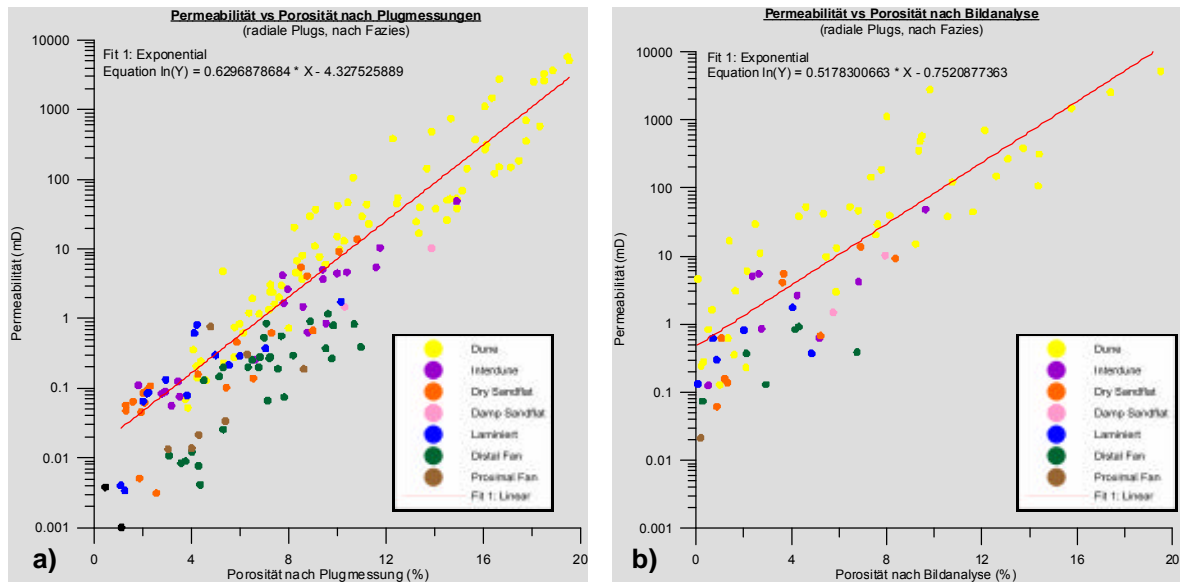 Permeabilität vs Porosität nach Plugmessungen
(radiale Plugs, nach Fazies)
Fit 1: Exponential
Equation ln(Y) = 0.6296878684 * X - 4.327525889
Permeabilität (mD)
10000
1000
100
10
1
0.1
0.01
0.001
0
4
8
12
16
20
Porosität nach Plugmessung (%)
Dune
Interdune
Dry Sandflat
Damp Sandflat
Laminiert
Distal Fan
Proximal Fan
Fit 1: Linear
a)
Permeabilität vs Porosität nach Bildanalyse
(radiale Plugs, nach Fazies)
Fit 1: Exponential
Equation ln(Y) = 0.5178300663 * X - 0.7520877363
Permeabilität (mD)
10000
1000
100
10
1
0.1
0.01
0.001
0
4
8
12
16
20
Porosität nach Bildanalyse (%)
Dune
Interdune
Dry Sandflat
Damp Sandflat
Laminiert
Distal Fan
Proximal Fan
Fit 1: Linear
b)